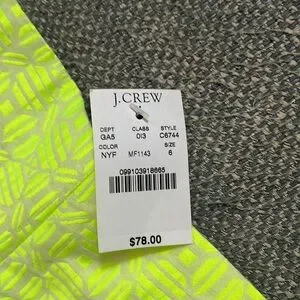 J.CREW
DEPT CLASS STYLE
GA5 013 C6744
COLOR SIZE
NYF MF1143 6
099103918665
$78.00